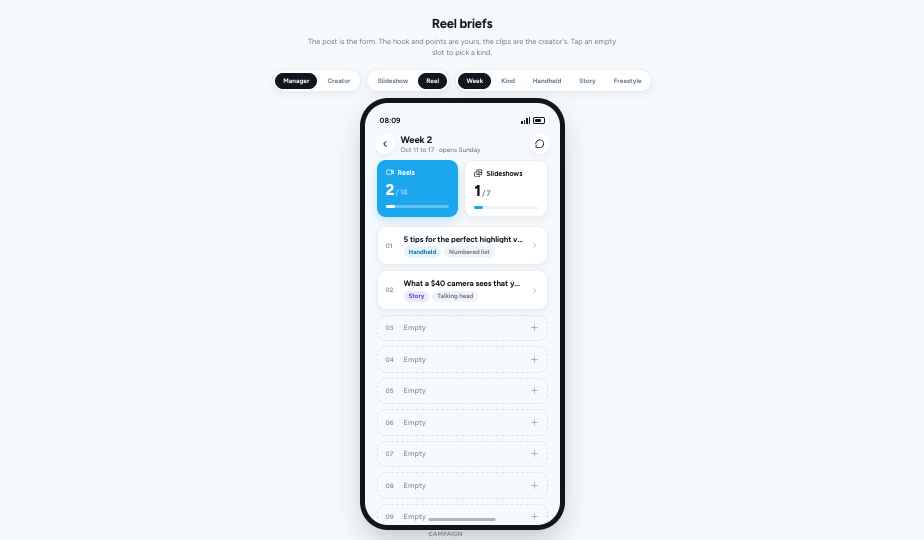 Reel briefs
The post is the form. The hook and points are yours, the clips are the creator's. Tap an empty
slot to pick a kind.
Manager Creator Slideshow Reel Week Kind Handheld Story Freestyle
08:09
Week 2
Oct 11 to 17 · opens Sunday
Reels
2 / 18
Slideshows
1 / 7
01 5 tips for the perfect highlight v...
Handheld Numbered list
02 What a $40 camera sees that y...
Story Talking head
03 Empty
04 Empty
05 Empty
06 Empty
07 Empty
08 Empty
09 Empty
CAMPAIGN